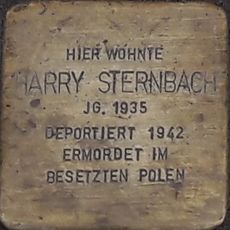 HIER WOHNTE
HARRY STERNBACH
JG. 1935
DEPORTIERT 1942
ERMORDET IM
BESETZTEN POLEN